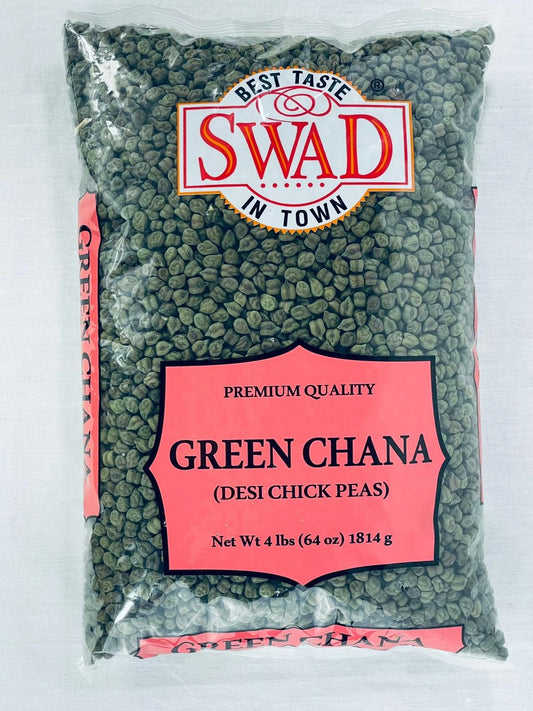 BEST TASTE
®
SWAD
IN TOWN
GREEN CHANA
PREMIUM QUALITY
GREEN CHANA
(DESI CHICK PEAS)
Net Wt 4 lbs (64 oz) 1814 g
GREEN CHANA